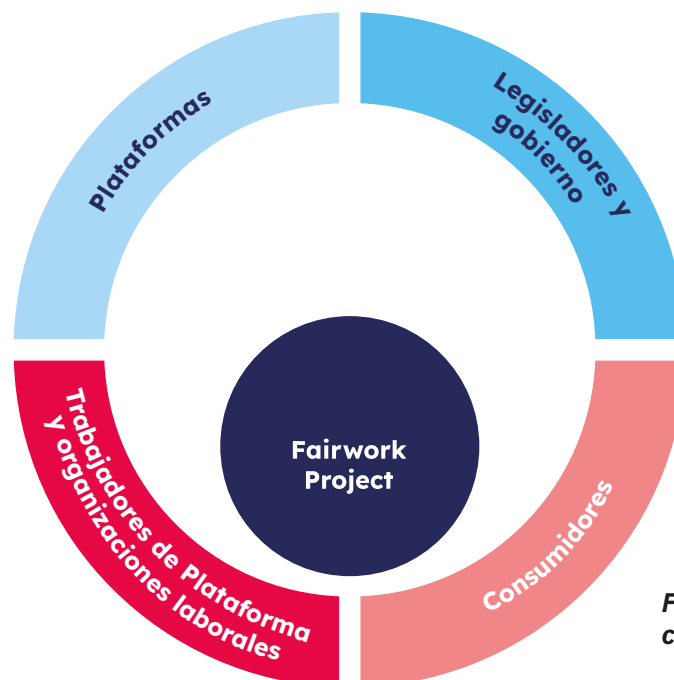 Plataformas
Legisladores y
gobierno
Fairwork
Project
Trabajadores de Plataforma
y organizaciones laborales
Consumidores